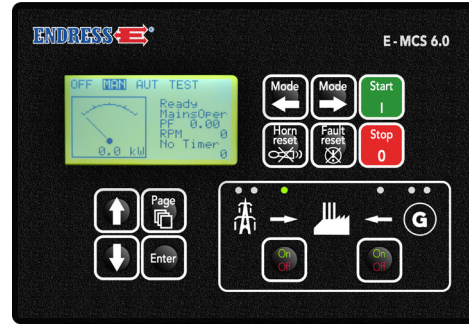 ENDRESS
E-MCS 6.0
OFF MAN AUT TEST
Ready
MainsOper
PF 0.00
RPM 0
No Timer
0
0.0 kW
Mode
Mode
Start
I
Horn
reset
Fault
reset
Stop
0
Page
Enter
G
On
Off
On
Off